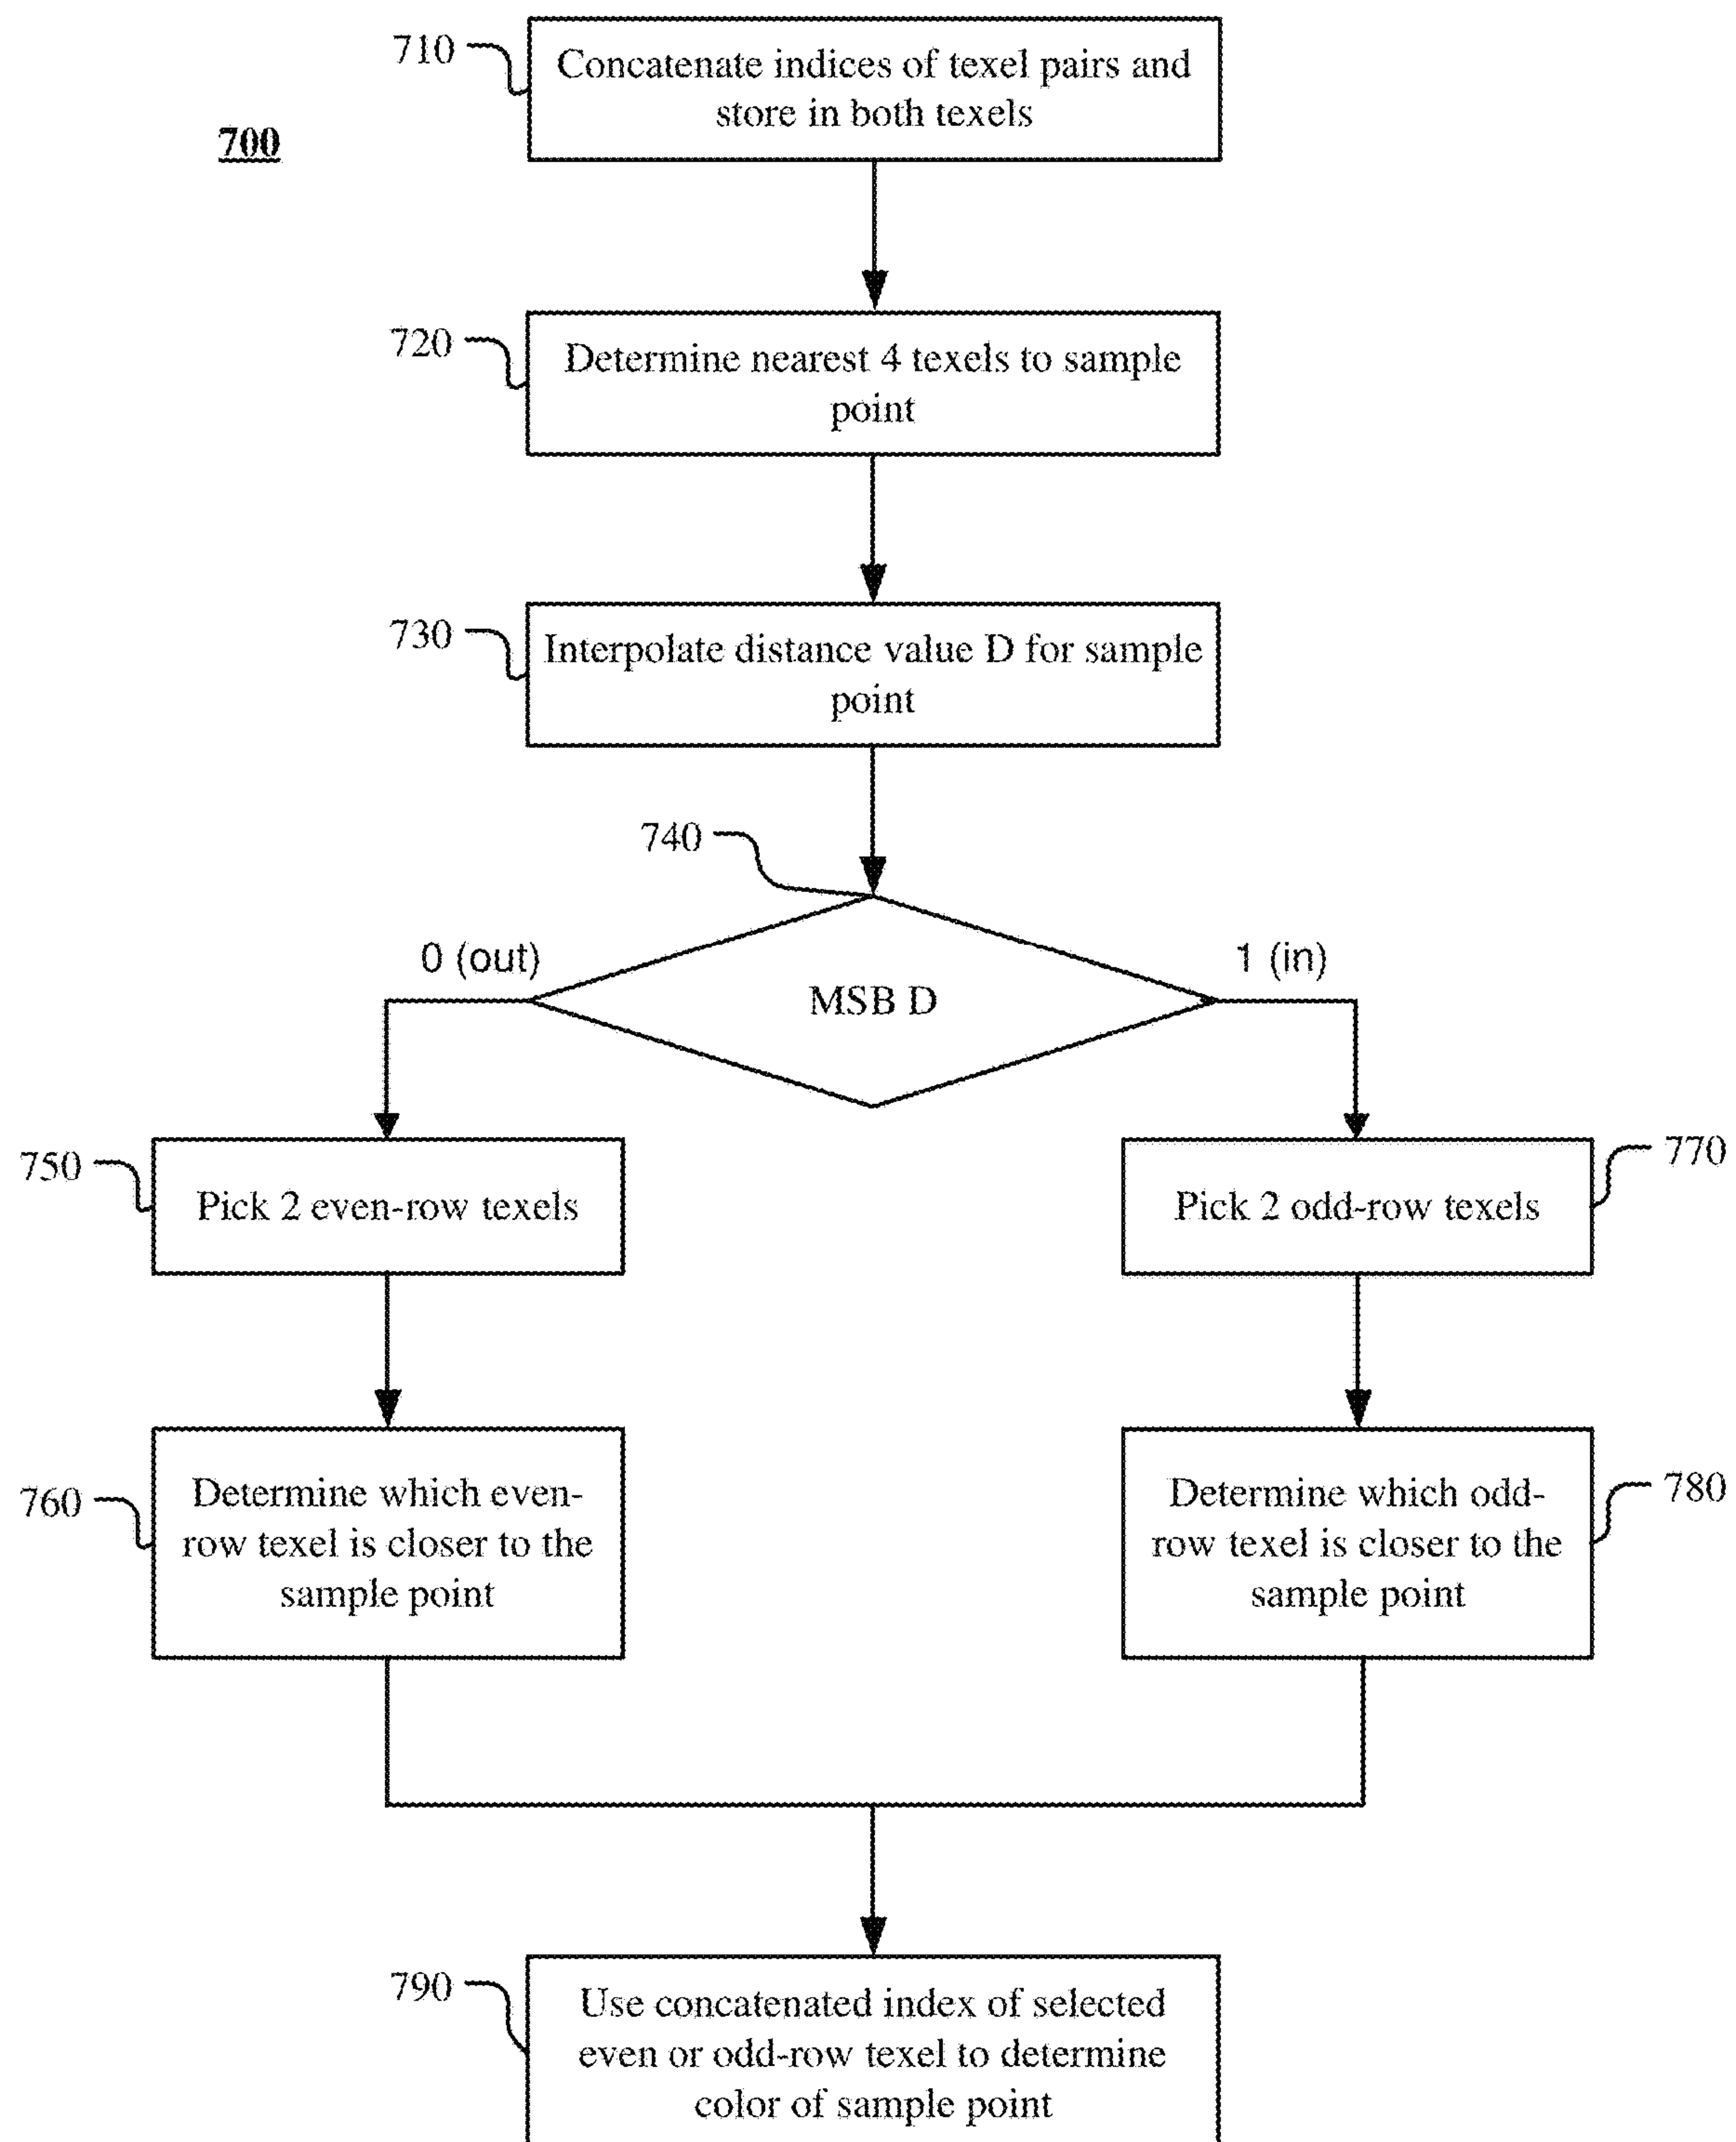 710
Concatenate indices of texel pairs and
store in both texels
700
720
Determine nearest 4 texels to sample
point
730
Interpolate distance value D for sample
point
740
0 (out)
1 (in)
MSB D
750
Pick 2 even-row texels
Pick 2 odd-row texels
770
760
Determine which even-
row texel is closer to the
sample point
Determine which odd-
row texel is closer to the
sample point
780
790
Use concatenated index of selected
even or odd-row texel to determine
color of sample point